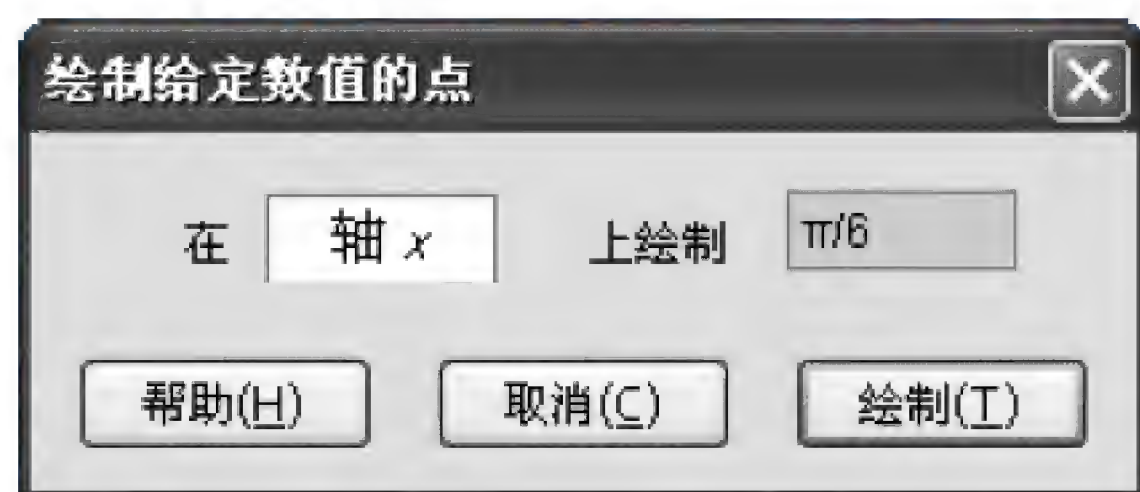 绘制给定数值的点
在 轴 x 上绘制 π/6
帮助(H) 取消(C) 绘制(T)